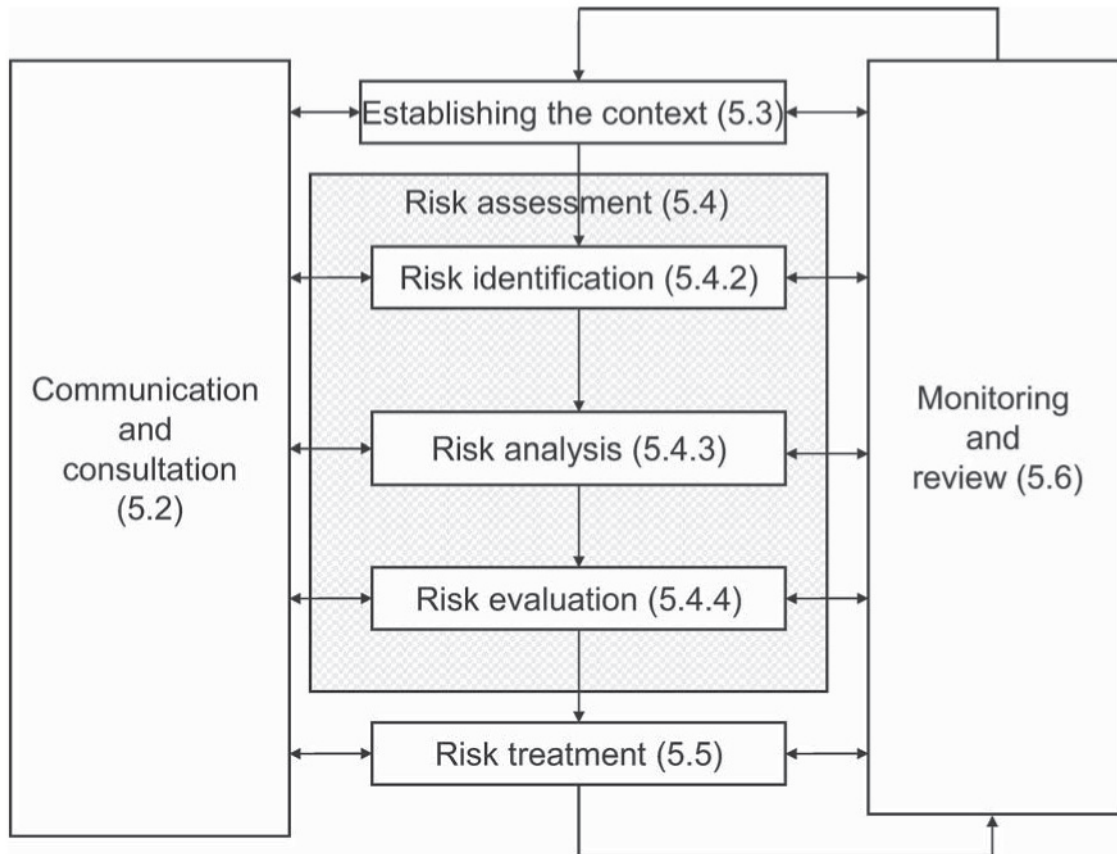 Establishing the context (5.3)
Risk assessment (5.4)
Risk identification (5.4.2)
Communication
and
consultation
(5.2)
Risk analysis (5.4.3)
Monitoring
and
review (5.6)
Risk evaluation (5.4.4)
Risk treatment (5.5)